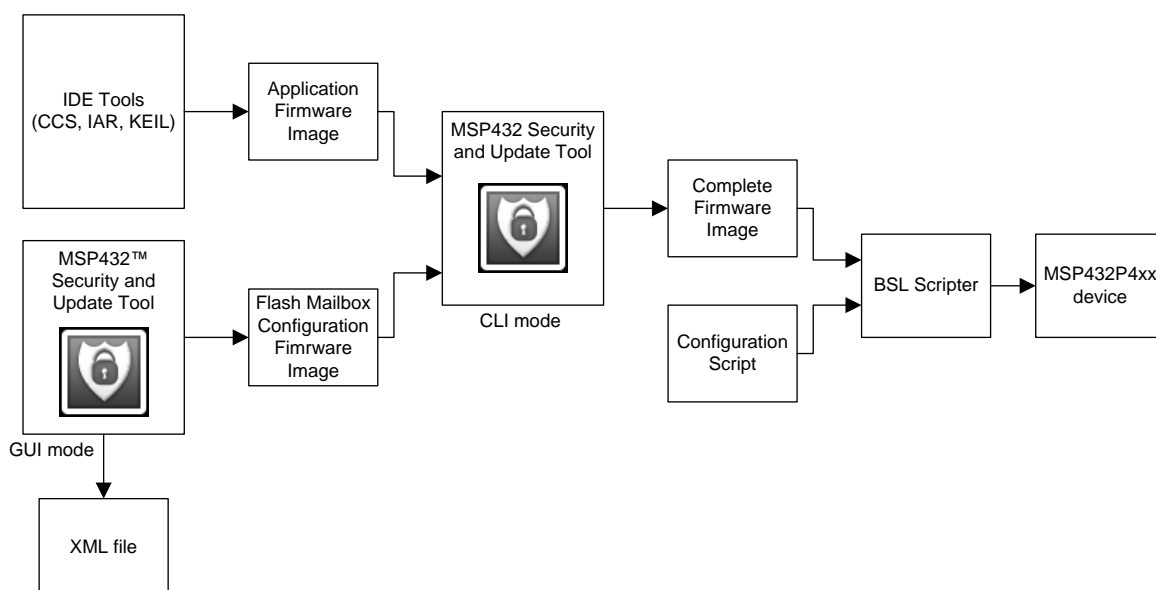 IDE Tools
(CCS, IAR, KEIL)
Application
Firmware
Image
MSP432 Security
and Update Tool
CLI mode
Complete
Firmware
Image
MSP432™
Security and
Update Tool
GUI mode
Flash Mailbox
Configuration
Fimrware
Image
Configuration
Script
BSL Scripter
MSP432P4xx
device
XML file